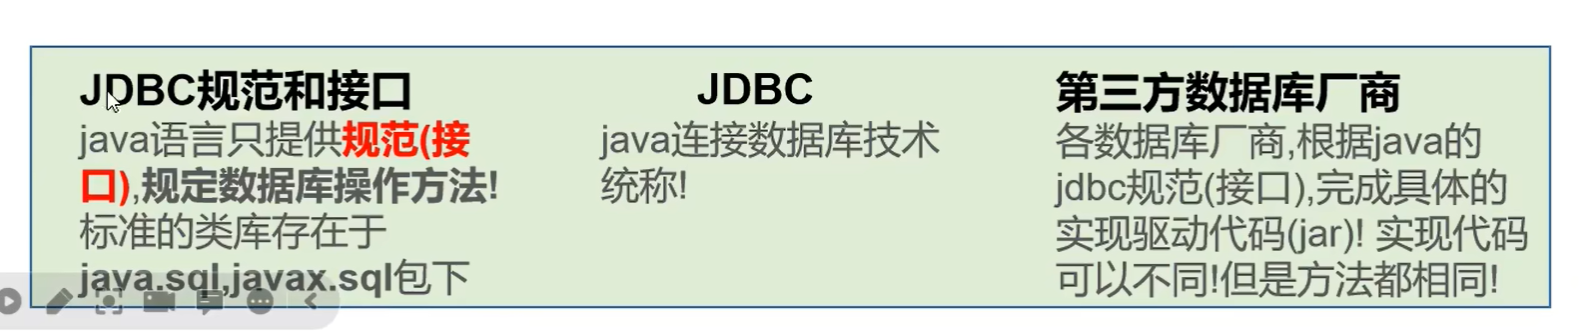 JDBC规范和接口
java语言只提供规范(接
口),规定数据库操作方法!
标准的类库存在于
java.sql,javax.sql包下
JDBC
java连接数据库技术
统称!
第三方数据库厂商
各数据库厂商,根据java的
jdbc规范(接口),完成具体的
实现驱动代码(jar)! 实现代码
可以不同!但是方法都相同!